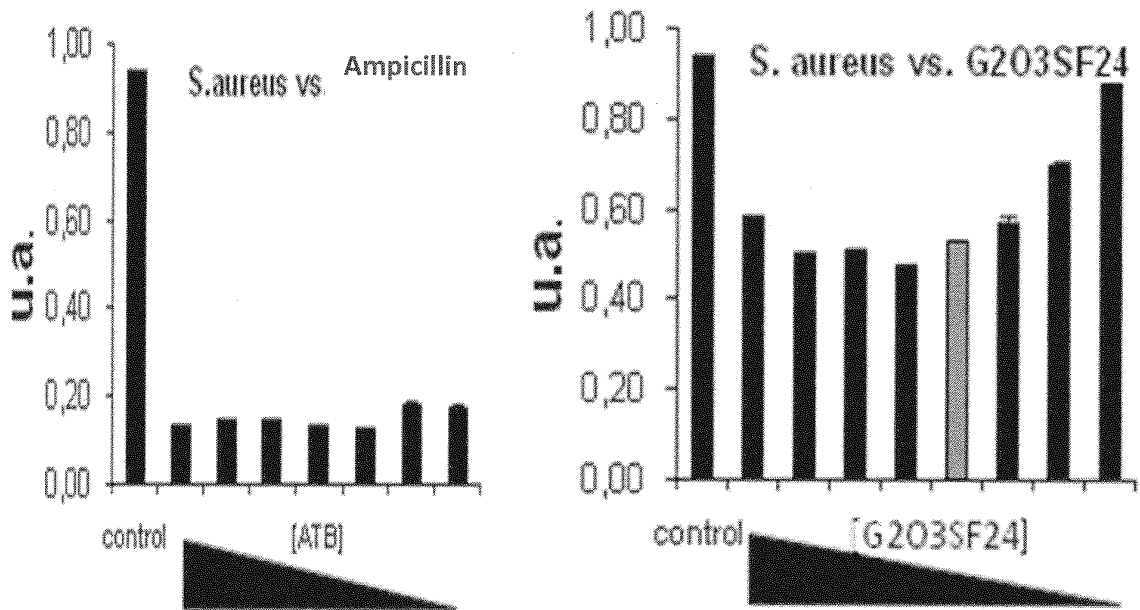 1,00
0,80
0,60
0,40
0,20
0,00
u.a.
S.aureus vs Ampicillin
control [ATB]
1,00
0,80
0,60
0,40
0,20
0,00
u.a.
S. aureus vs. G2O3SF24
control [G2O3SF24]